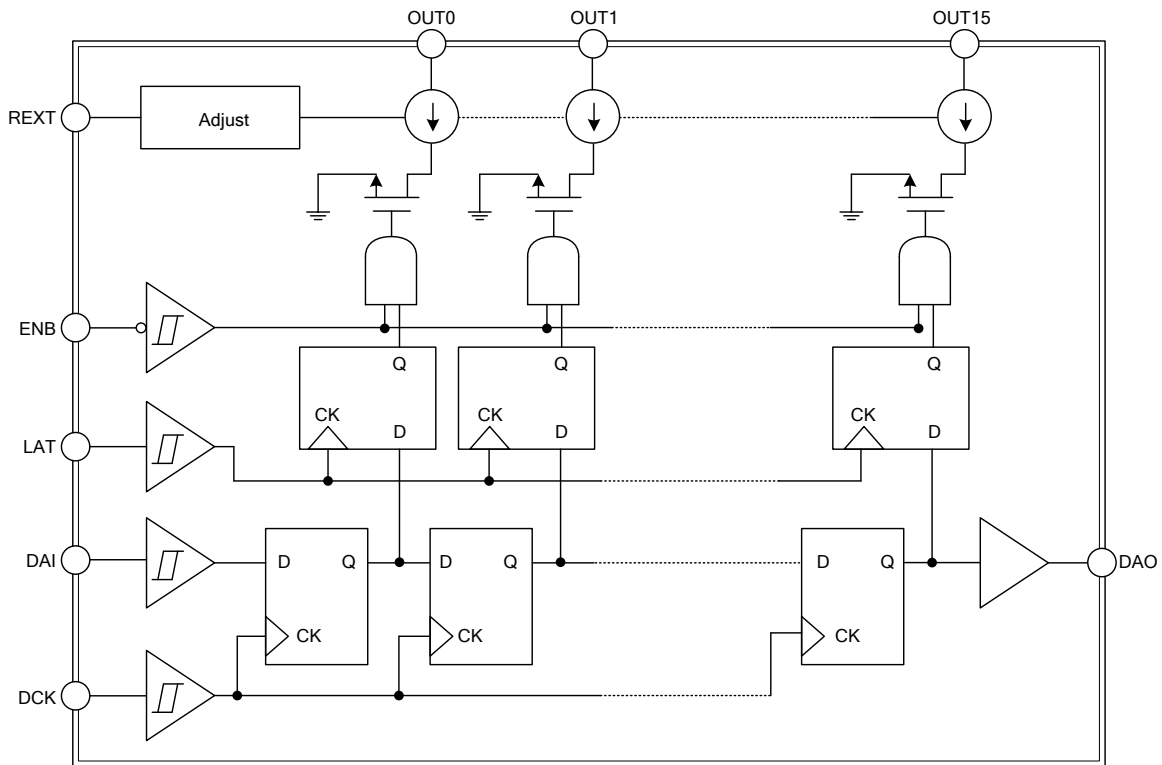 OUT0 OUT1 OUT15
REXT Adjust
ENB
Q Q Q
LAT CK D CK D CK D
DAI D Q D Q D Q DAO
CK CK CK
DCK